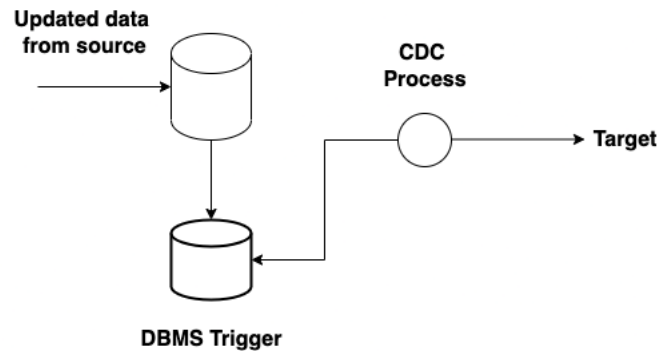 Updated data
from source
CDC
Process
Target
DBMS Trigger